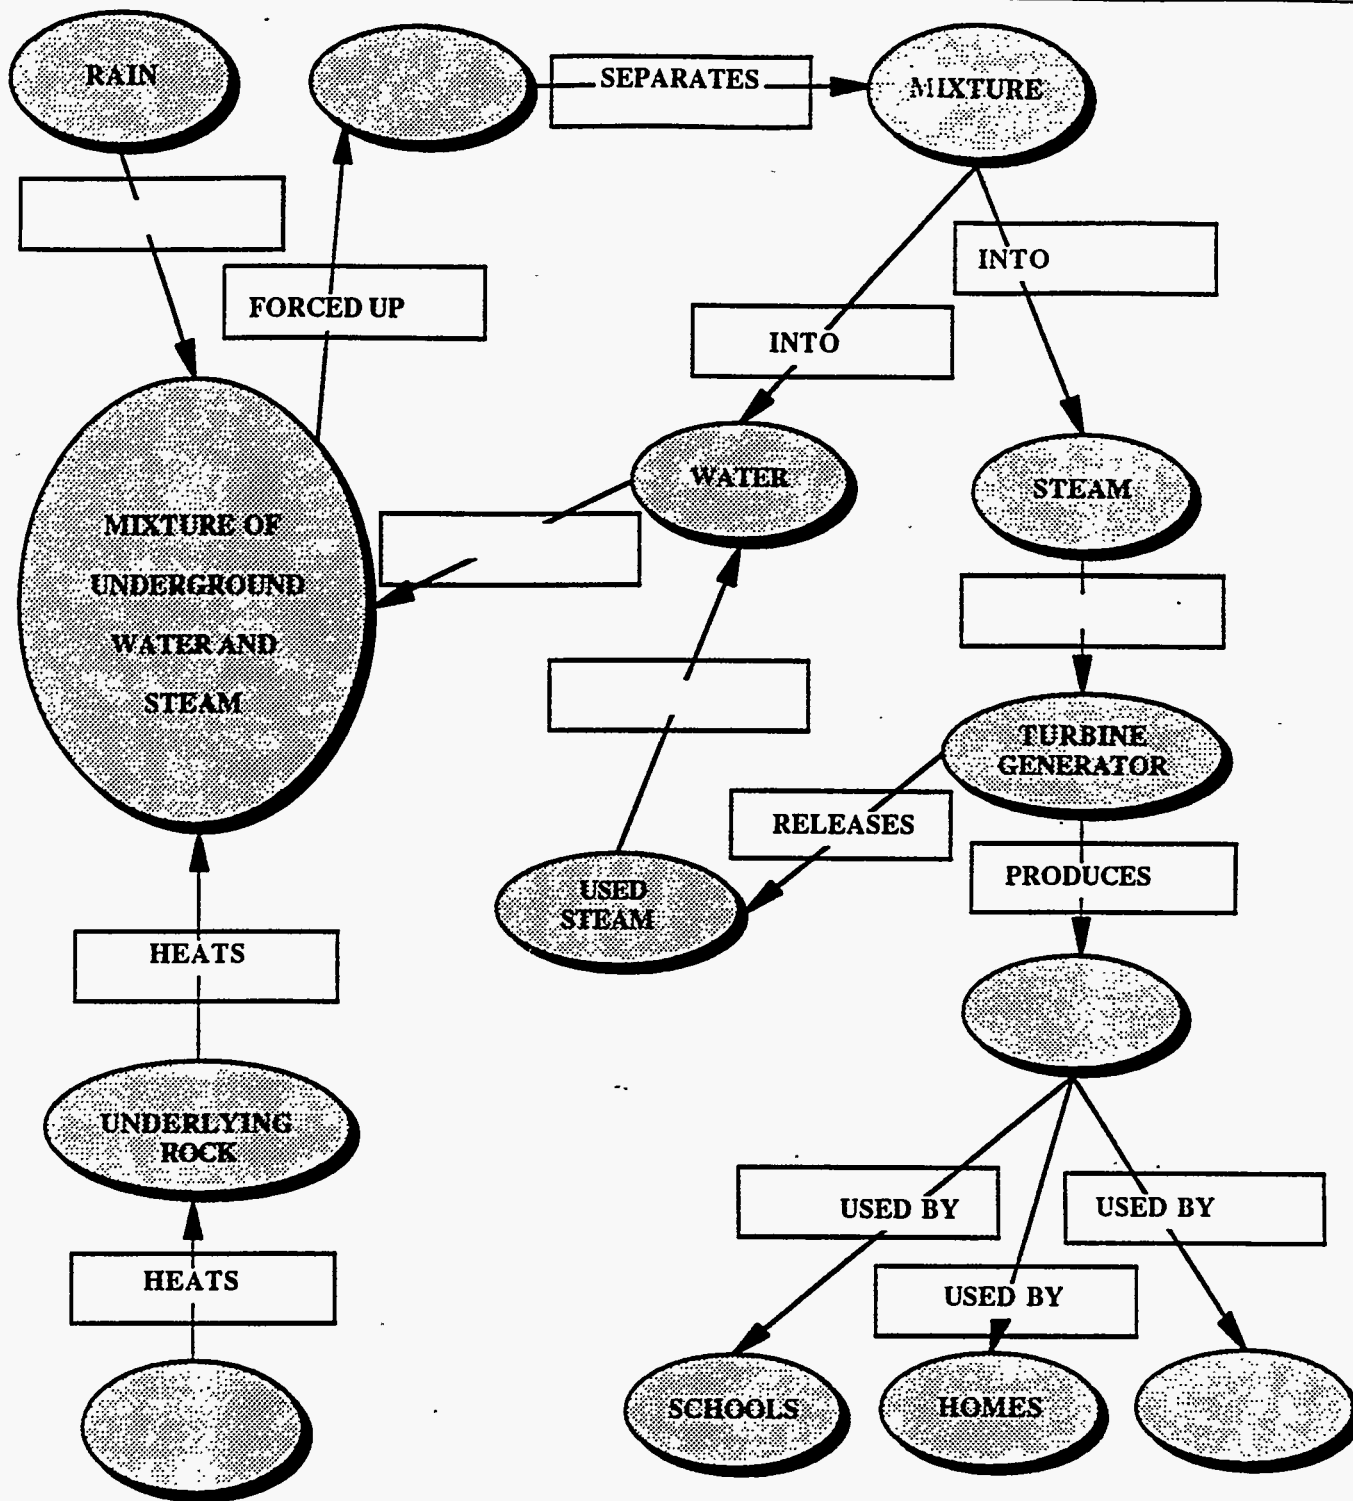 RAIN
SEPARATES
MIXTURE
INTO
FORCED UP
INTO
WATER
STEAM
MIXTURE OF
UNDERGROUND
WATER AND
STEAM
TURBINE
GENERATOR
RELEASES
PRODUCES
USED
STEAM
HEATS
UNDERLYING
ROCK
USED BY
USED BY
HEATS
USED BY
SCHOOLS
HOMES